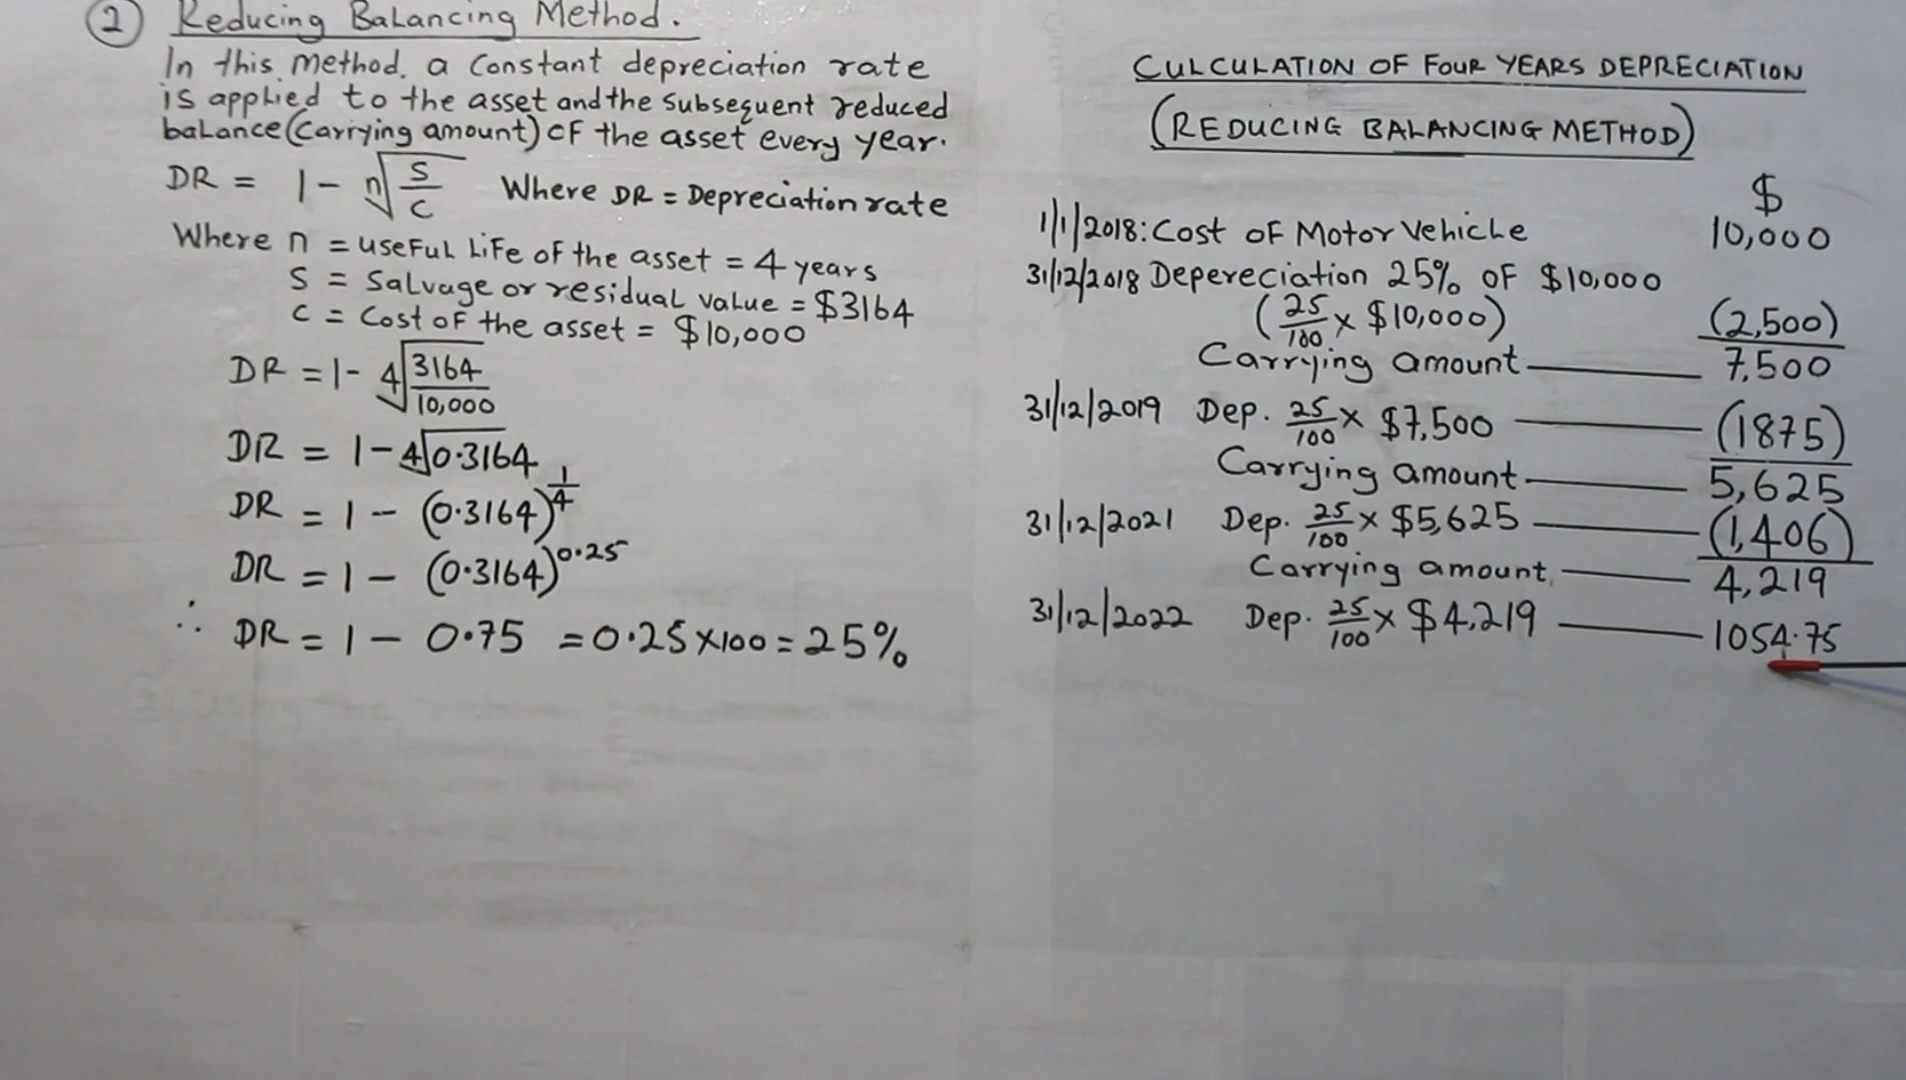 2 Reducing Balancing Method.
In this method, a constant depreciation rate
is applied to the asset and the subsequent reduced
balance (carrying amount) of the asset every year.
DR = 1 - n√S/C Where DR = Depreciation rate
Where n = useful life of the asset = 4 years
S = Salvage or residual value = $3164
C = Cost of the asset = $10,000
DR = 1 - 4√3164/10,000
DR = 1 - 4√0.3164
DR = 1 - (0.3164)^1/4
DR = 1 - (0.3164)^0.25
∴ DR = 1 - 0.75 = 0.25 x 100 = 25%
CULCULATION OF FOUR YEARS DEPRECIATION
(REDUCING BALANCING METHOD)
$
1/1/2018: Cost of Motor Vehicle 10,000
31/12/2018 Depereciation 25% OF $10,000
(25/100 x $10,000) (2,500)
Carrying amount 7,500
31/12/2019 Dep. 25/100 x $7,500 (1875)
Carrying amount 5,625
31/12/2021 Dep. 25/100 x $5,625 (1,406)
Carrying amount 4,219
31/12/2022 Dep. 25/100 x $4,219 1054.75